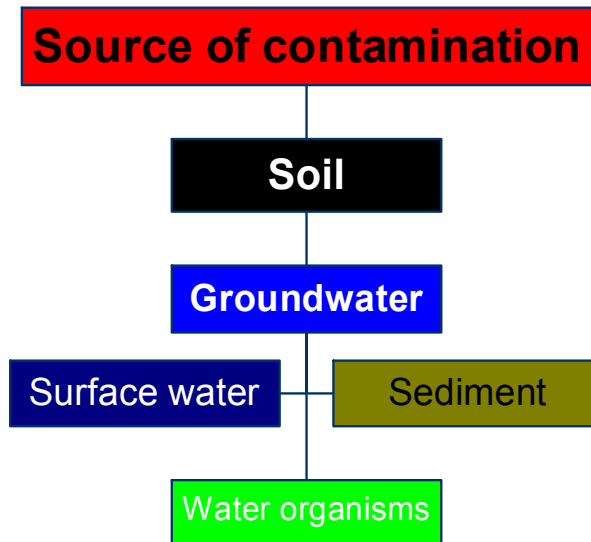 Source of contamination
Soil
Groundwater
Surface water
Sediment
Water organisms